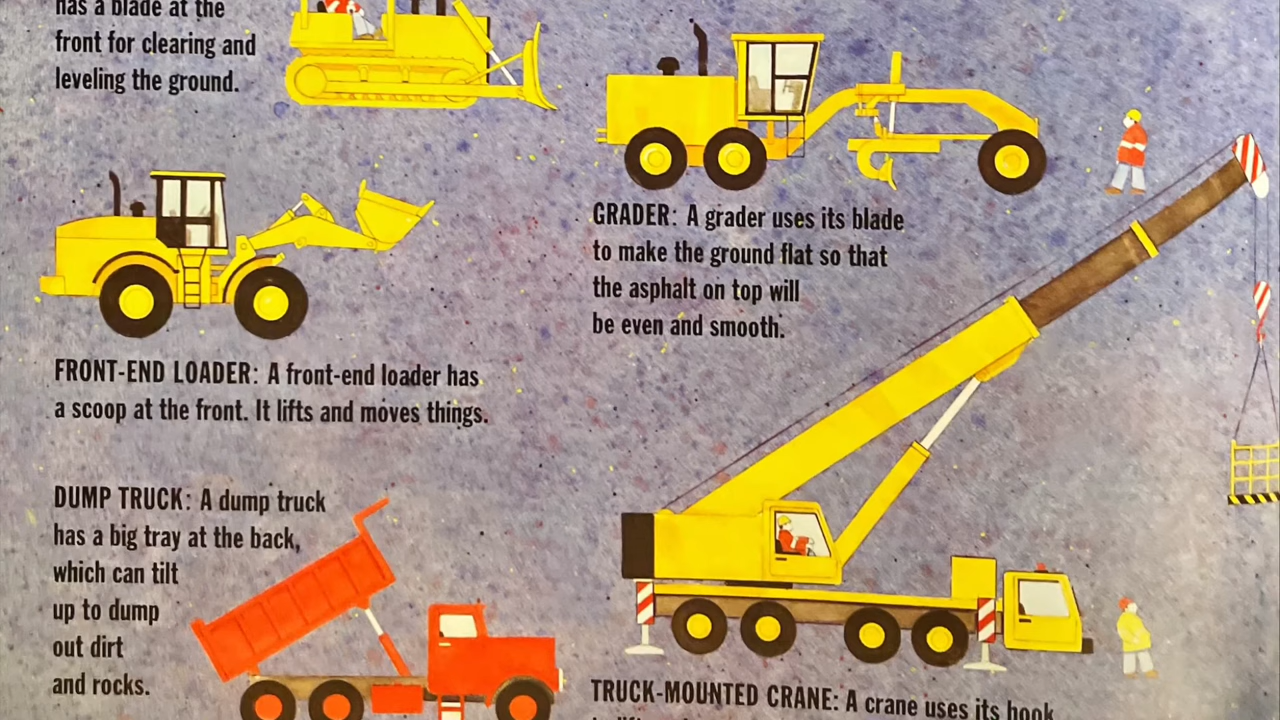 has a blade at the
front for clearing and
leveling the ground.
GRADER: A grader uses its blade
to make the ground flat so that
the asphalt on top will
be even and smooth.
FRONT-END LOADER: A front-end loader has
a scoop at the front. It lifts and moves things.
DUMP TRUCK: A dump truck
has a big tray at the back,
which can tilt
up to dump
out dirt
and rocks.
TRUCK-MOUNTED CRANE: A crane uses its hook